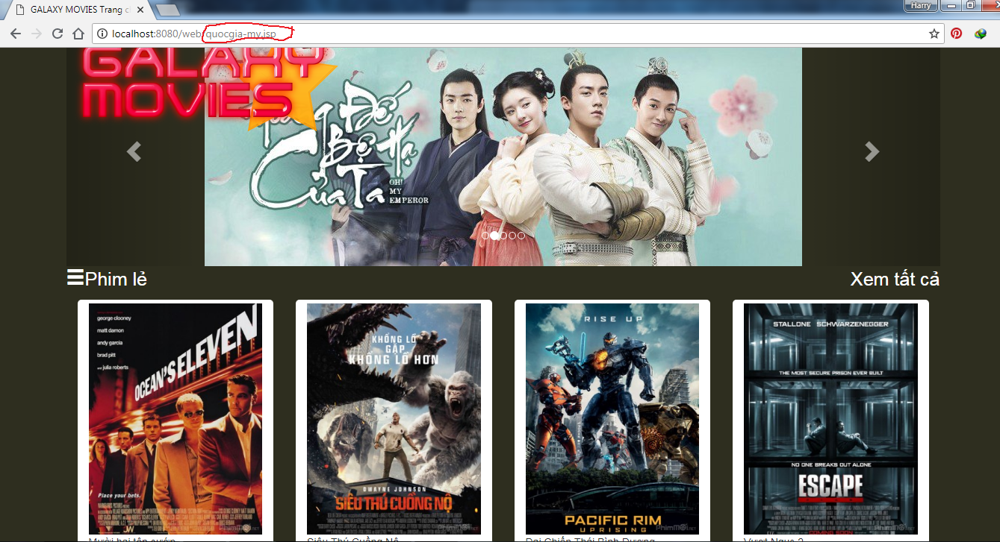 GALAXY MOVIES Trang c
Harry
localhost:8080/web/quocgia-my.jsp
GALAXY
MOVIES
Hoàng Đế
Bệ Hạ
Của Ta
OH!
MY
EMPEROR
Phim lẻ
Xem tất cả
george clooney
matt damon
andy garcia
brad pitt
and julia roberts
OCEAN'S ELEVEN
Place your bets.
KHỔNG LỒ
GẶP
KHỔNG LỒ HƠN
DWAYNE JOHNSON
SIÊU THÚ CUỒNG NỘ
RISE UP
PACIFIC RIM
UPRISING
STALLONE SCHWARZENEGGER
THE MOST SECURE PRISON EVER BUILT
NO ONE BREAKS OUT ALONE
ESCAPE
COMING SOON
Mười hai tên cướp
Siêu Thú Cuồng Nộ
Đại Chiến Thái Bình Dương
Vượt Ngục 2